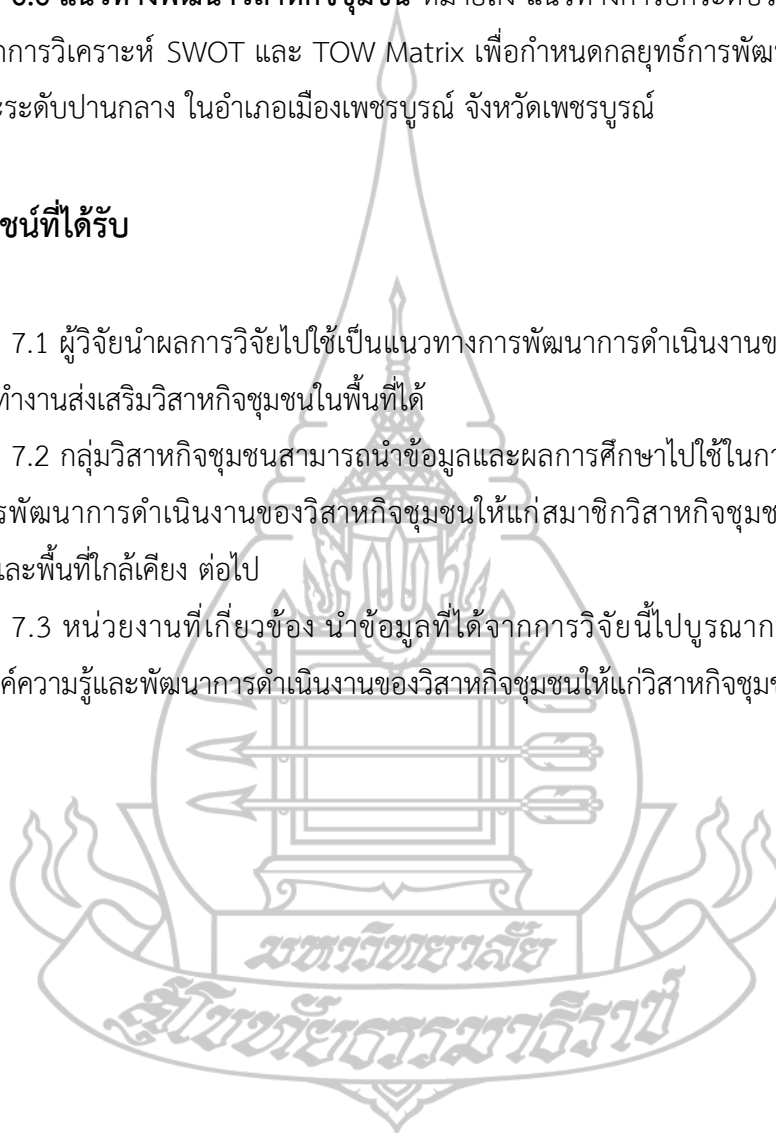 แนวทางพัฒนาวิสาหกิจชุมชน หมายถึง แนวทางการยกระดับ
การวิเคราะห์ SWOT และ TOW Matrix เพื่อกำหนดกลยุทธ์การพัฒ
ระดับปานกลาง ในอำเภอเมืองเพชรบูรณ์ จังหวัดเพชรบูรณ์
ชน์ที่ได้รับ
7.1 ผู้วิจัยนำผลการวิจัยไปใช้เป็นแนวทางการพัฒนาการดำเนินงานข
ทำงานส่งเสริมวิสาหกิจชุมชนในพื้นที่ได้
7.2 กลุ่มวิสาหกิจชุมชนสามารถนำข้อมูลและผลการศึกษาไปใช้ในกา
รพัฒนาการดำเนินงานของวิสาหกิจชุมชนให้แก่สมาชิกวิสาหกิจชุมช
และพื้นที่ใกล้เคียง ต่อไป
7.3 หน่วยงานที่เกี่ยวข้อง นำข้อมูลที่ได้จากการวิจัยนี้ไปบูรณาก
ค์ความรู้และพัฒนาการดำเนินงานของวิสาหกิจชุมชนให้แก่วิสาหกิจชุมช
มหาวิทยาลัย
สุโขทัยธรรมาธิราช